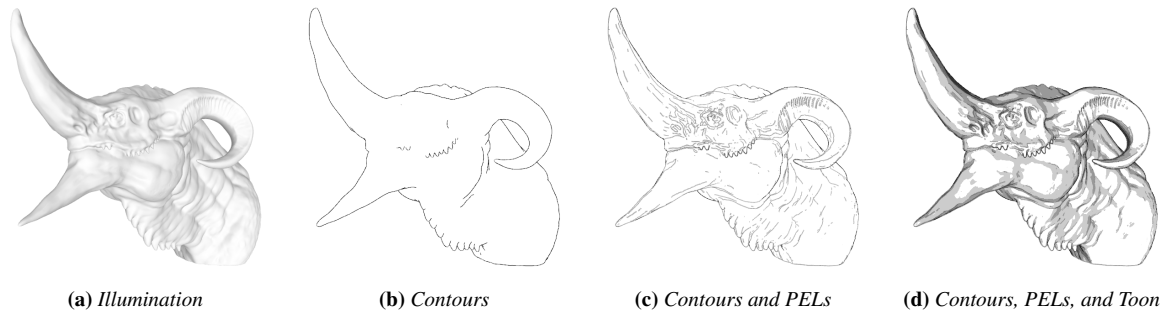 (a) Illumination
(b) Contours
(c) Contours and PELs
(d) Contours, PELs, and Toon